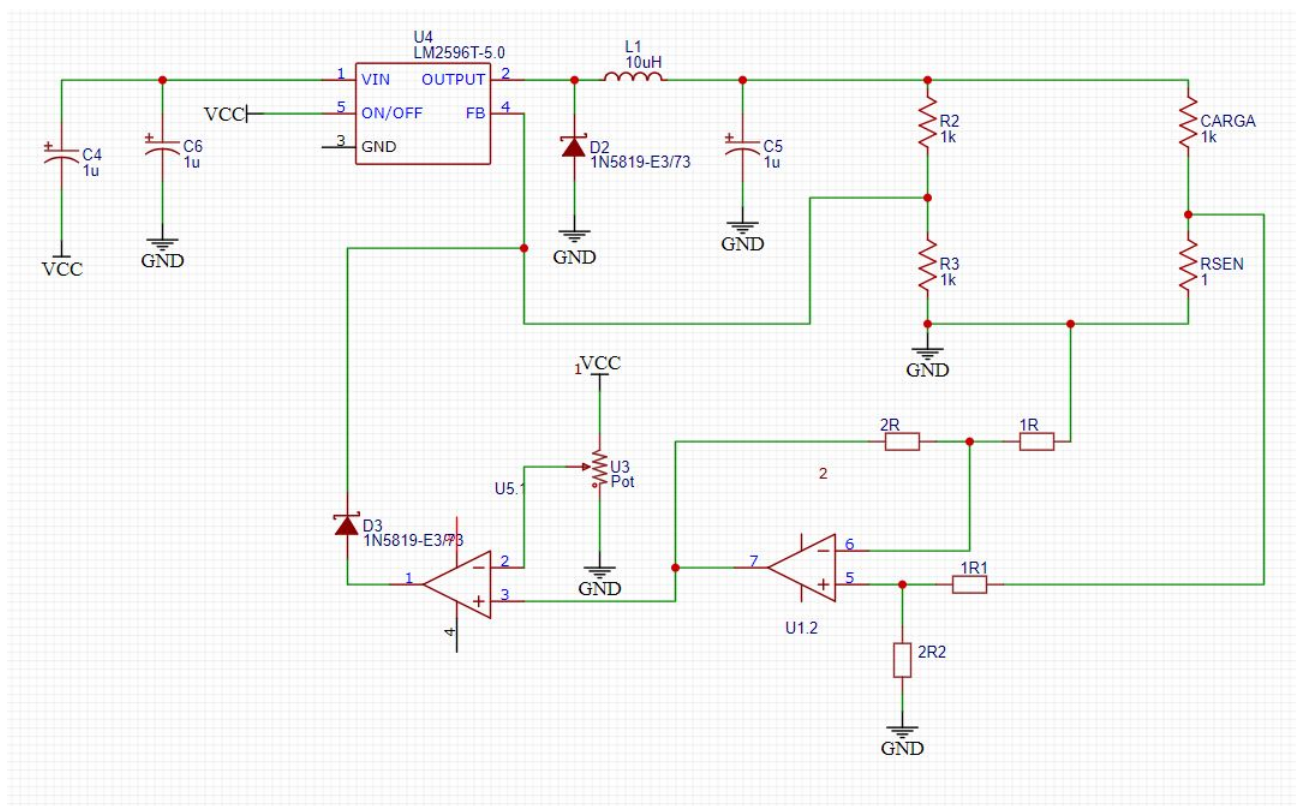 U4
LM2596T-5.0
1 VIN OUTPUT 2
VCC 5 ON/OFF FB 4
3 GND
L1
10uH
C4
1u
C6
1u
D2
1N5819-E3/73
C5
1u
R2
1k
CARGA
1k
VCC
GND
GND
GND
R3
1k
RSEN
1
GND
1 VCC
2R
1R
U5.1
U3
Pot
2
D3
1N5819-E3/73
8
1
2
3
4
GND
7
6
5
1R1
U1.2
2R2
GND